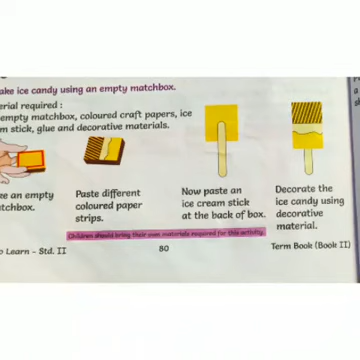 ake ice candy using an empty matchbox.
erial required :
empty matchbox, coloured craft papers, ice
m stick, glue and decorative materials.
ze an empty
tchbox.
Paste different
coloured paper
strips.
Now paste an
ice cream stick
at the back of box.
Decorate the
ice candy using
decorative
material.
Children should bring their own materials required for this activity.
o Learn - Std. II
80
Term Book (Book II)